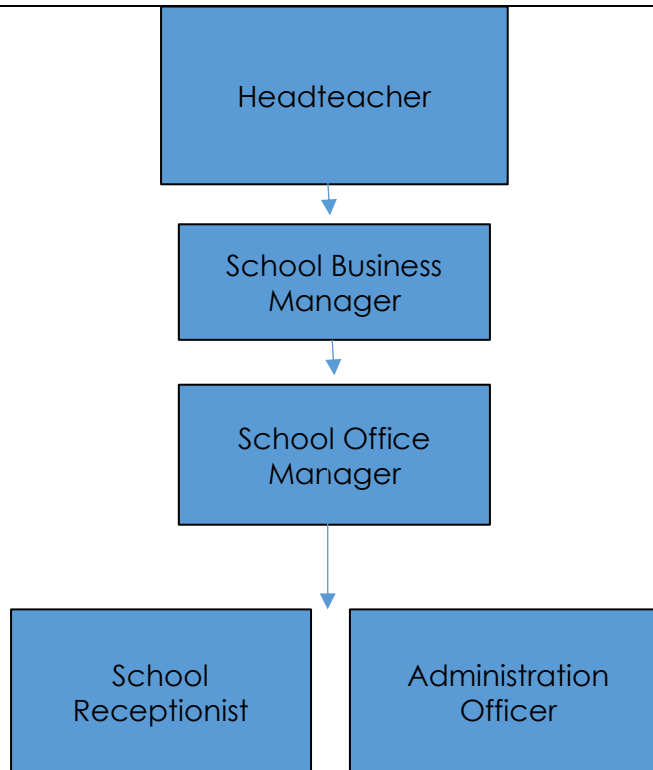 Headteacher
School Business
Manager
School Office
Manager
School
Receptionist
Administration
Officer